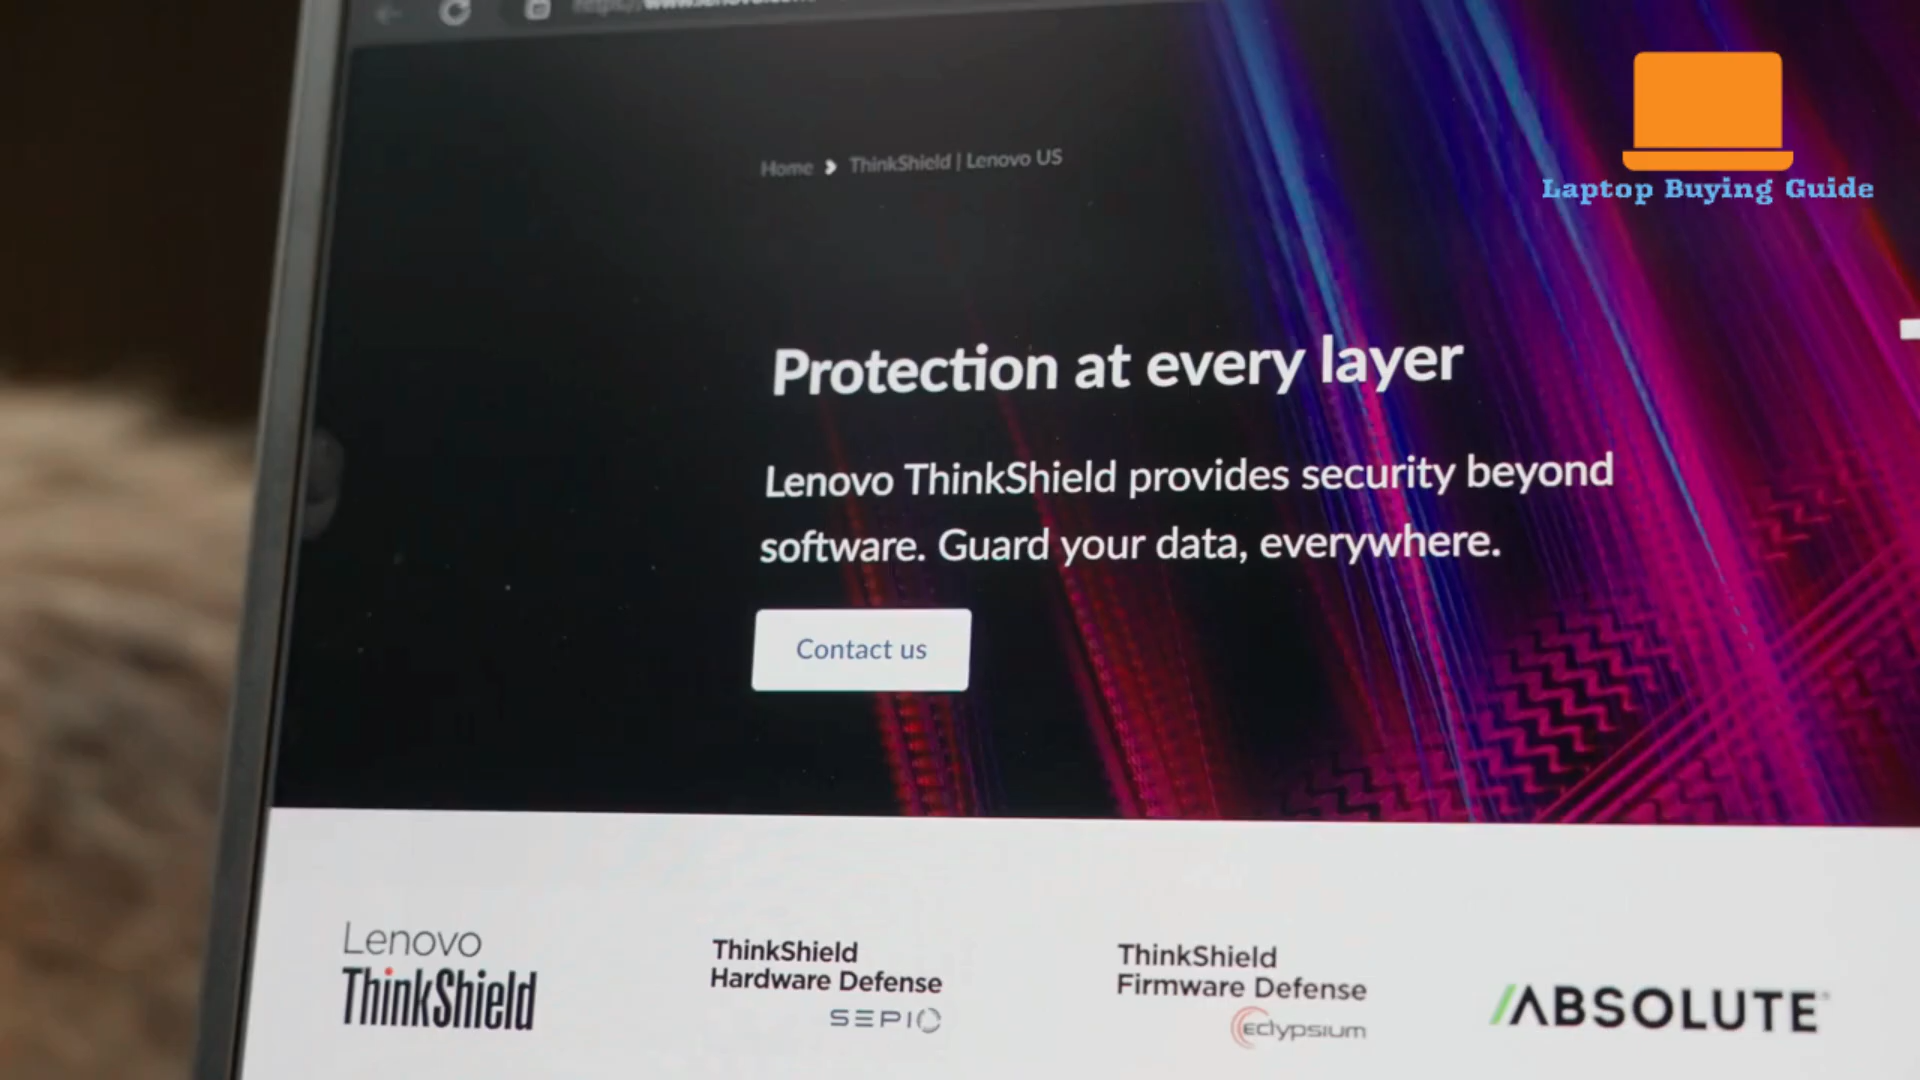 Home > ThinkShield | Lenovo US
Laptop Buying Guide
Protection at every layer
Lenovo ThinkShield provides security beyond
software. Guard your data, everywhere.
Contact us
Lenovo
ThinkShield
ThinkShield
Hardware Defense
SEPIO
ThinkShield
Firmware Defense
eclypsium
/ABSOLUTE